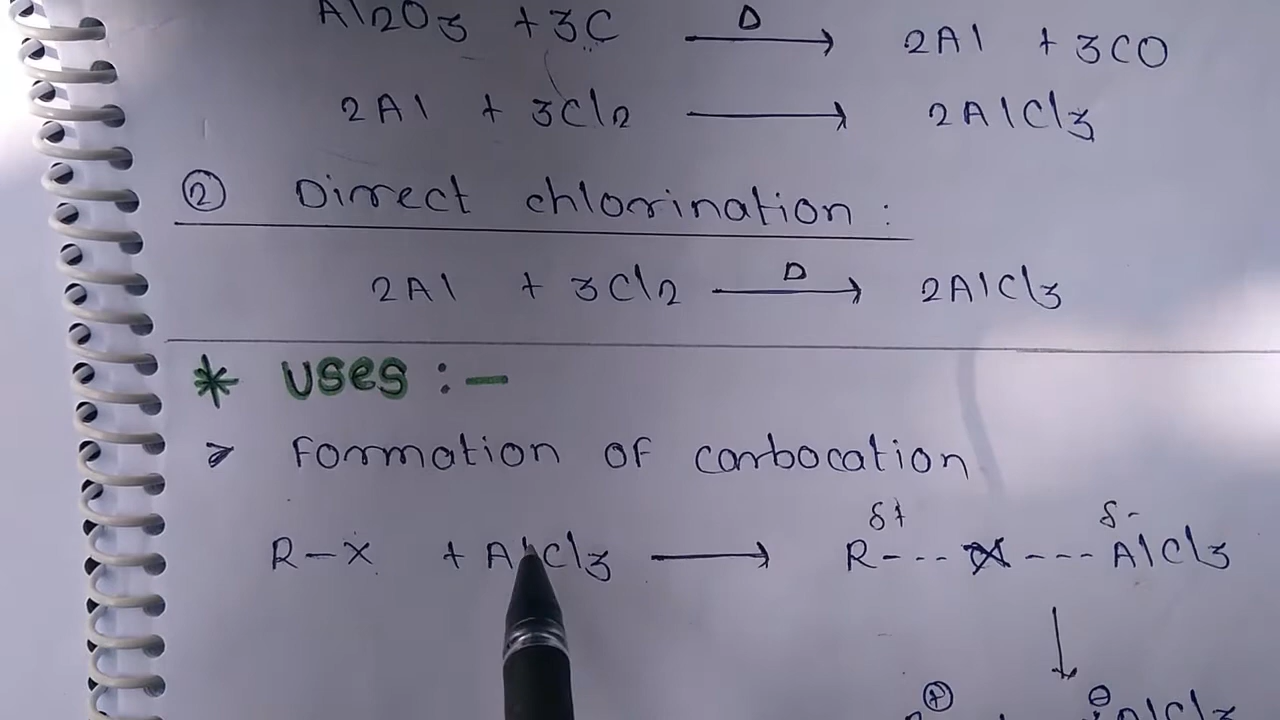 Al2O3 + 3C ⟶ Δ 2Al + 3CO
2Al + 3Cl2 ⟶ 2AlCl3
② Direct chlorination :
2Al + 3Cl2 ⟶ Δ 2AlCl3
* Uses :-
> Formation of carbocation
δ+ δ-
R-X + AlCl3 ⟶ R---X---AlCl3
↓
⊕ ⊖